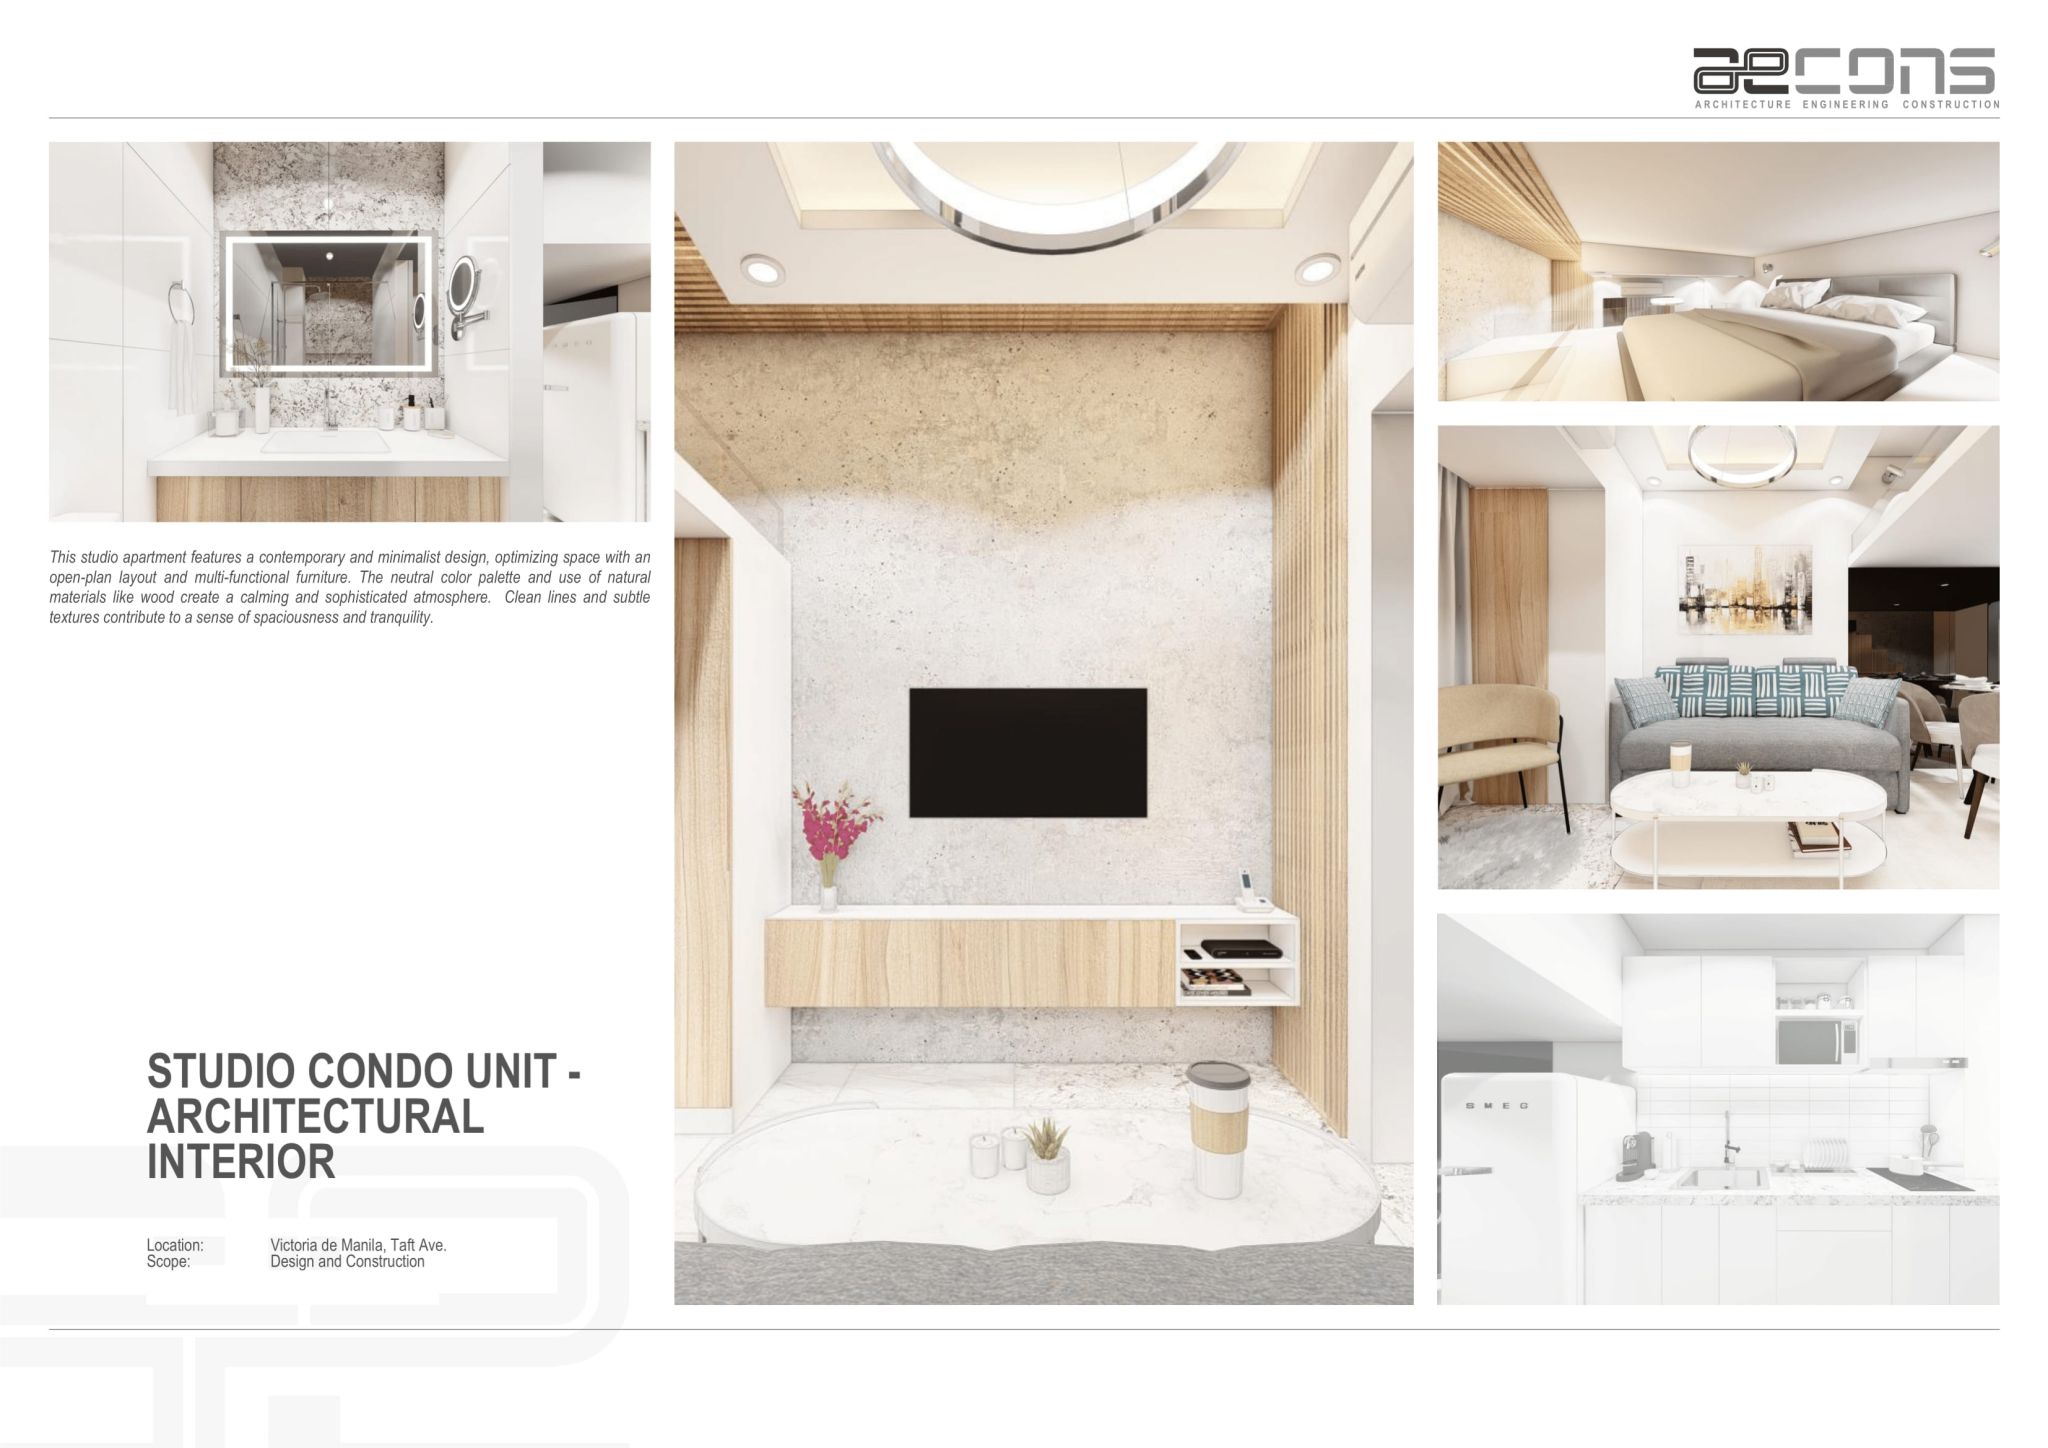 aecons
ARCHITECTURE ENGINEERING CONSTRUCTION
SMEG
This studio apartment features a contemporary and minimalist design, optimizing space with an
open-plan layout and multi-functional furniture. The neutral color palette and use of natural
materials like wood create a calming and sophisticated atmosphere. Clean lines and subtle
textures contribute to a sense of spaciousness and tranquility.
STUDIO CONDO UNIT -
ARCHITECTURAL
INTERIOR
Location: Victoria de Manila, Taft Ave.
Scope: Design and Construction
SMEG